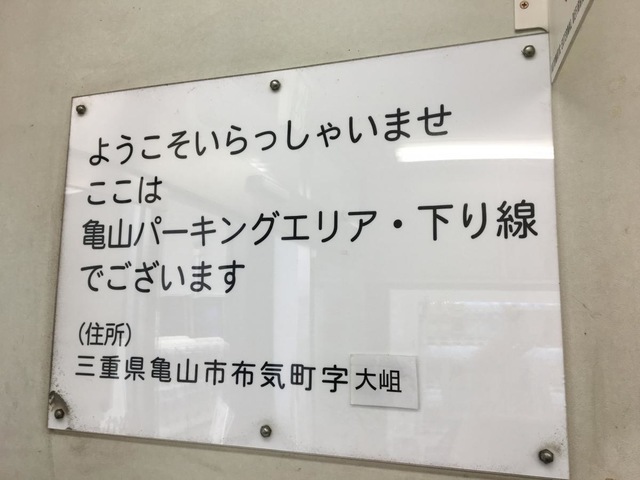 ようこそいらっしゃいませ
ここは
亀山パーキングエリア・下り線
でございます
(住所)
三重県亀山市布気町字大岨